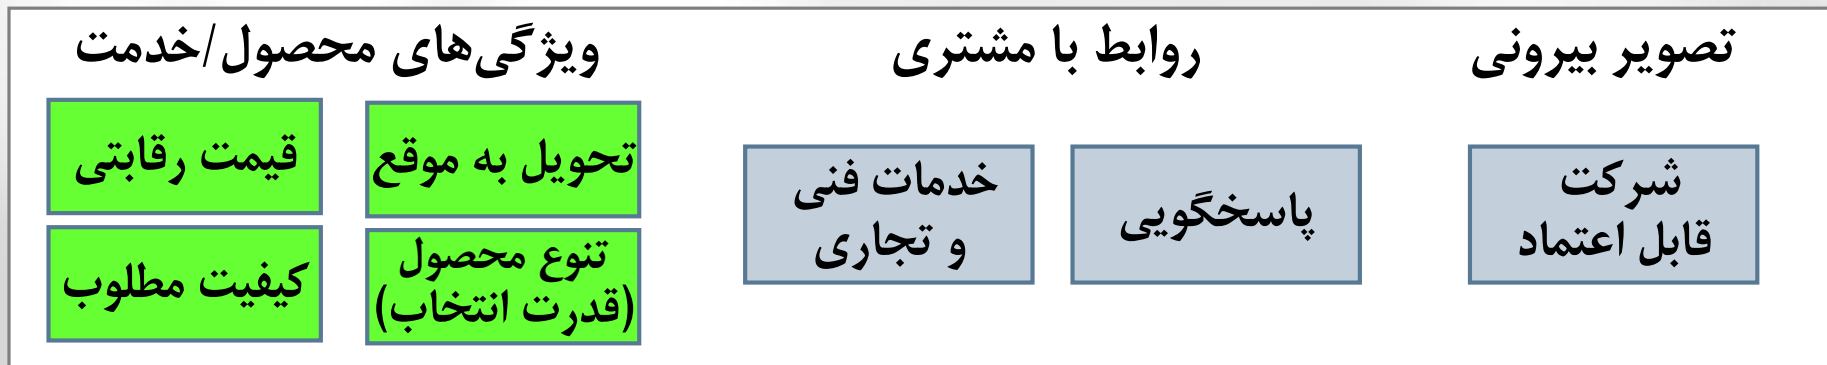 تصویر بیرونی
روابط با مشتری
ویژگی‌های محصول/خدمت
شرکت
قابل اعتماد
پاسخگویی
خدمات فنی
و تجاری
تحویل به موقع
قیمت رقابتی
تنوع محصول
(قدرت انتخاب)
کیفیت مطلوب